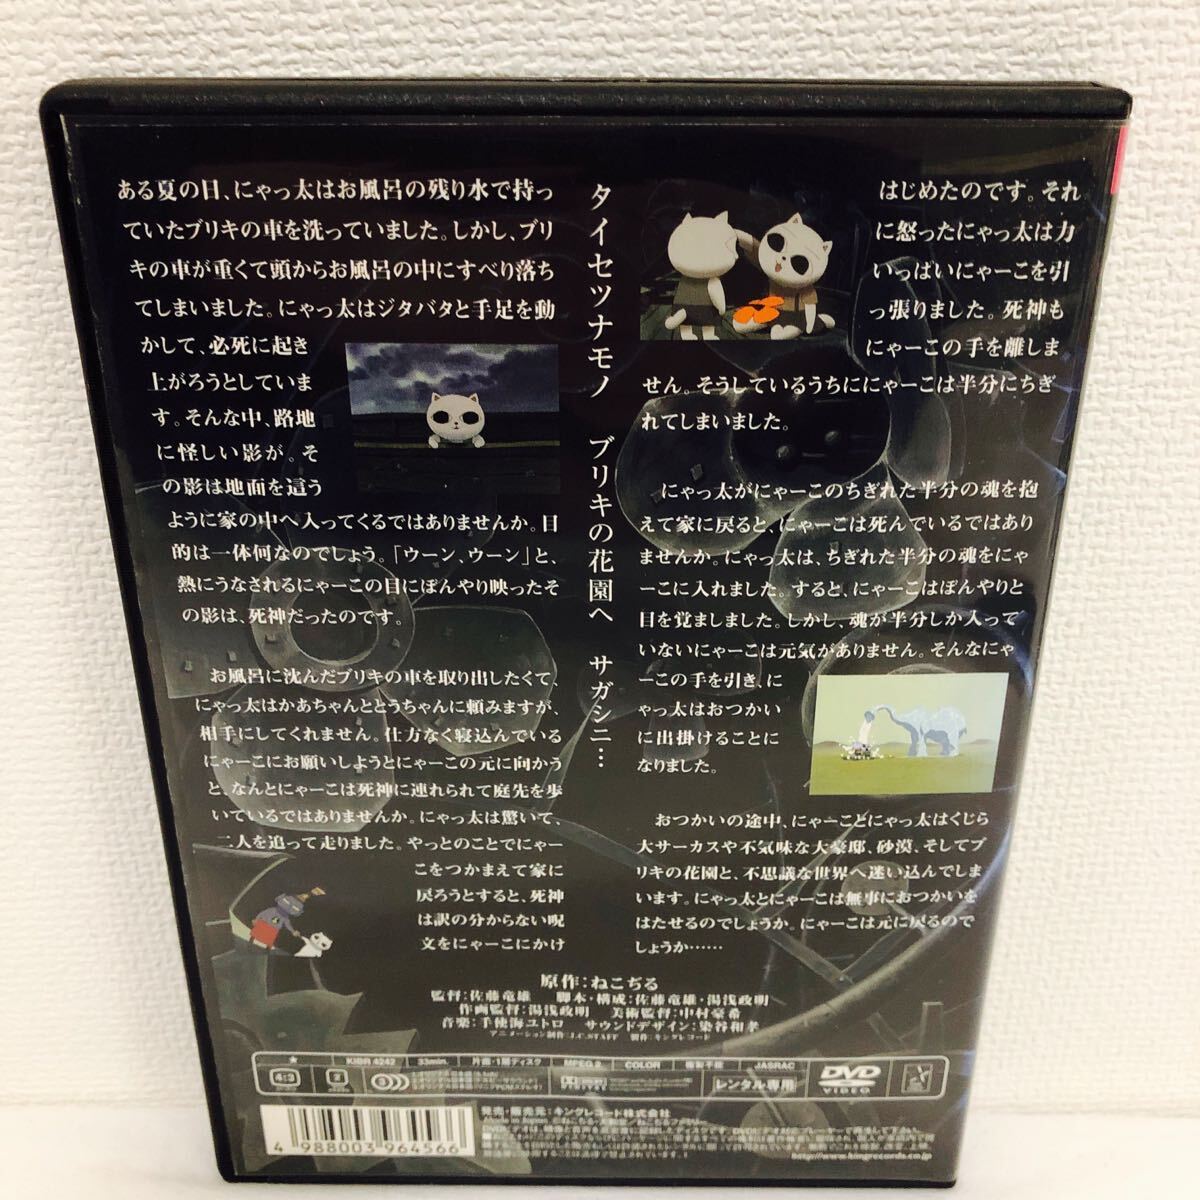 ある夏の日、にゃっ太はお風呂の残り水で持っ
ていたブリキの車を洗っていました。しかし、ブリ
キの車が重くて頭からお風呂の中にすべり落ち
てしまいました。にゃっ太はジタバタと手足を動
かして、必死に起き
上がろうとしていま
す。そんな中、路地
に怪しい影が。そ
の影は地面を這う
ように家の中へ入ってくるではありませんか。目
的は一体何なのでしょう。「ウーン、ウーン」と、
熱にうなされるにゃーこの目にぼんやり映ったそ
の影は、死神だったのです。
お風呂に沈んだブリキの車を取り出したくて、
にゃっ太はかあちゃんととうちゃんに頼みますが、
相手にしてくれません。仕方なく寝込んでいる
にゃーこにお願いしようとにゃーこの元に向かう
と、なんとにゃーこは死神に連れられて庭先を歩
いているではありませんか。にゃっ太は驚いて、
二人を追って走りました。やっとのことでにゃー
こをつかまえて家に
戻ろうとすると、死神
は訳の分からない呪
文をにゃーこにかけ
タイセツナモノ ブリキの花園へ サガシニ…
はじめたのです。それ
に怒ったにゃっ太は力
いっぱいにゃーこを引
っ張りました。死神も
にゃーこの手を離しま
せん。そうしているうちににゃーこは半分にちぎ
れてしまいました。
にゃっ太がにゃーこのちぎれた半分の魂を抱
えて家に戻ると、にゃーこは死んでいるではあり
ませんか。にゃっ太は、ちぎれた半分の魂をにゃ
ーこに入れました。すると、にゃーこはぼんやりと
目を覚ましました。しかし、魂が半分しか入って
いないにゃーこは元気がありません。そんなにゃ
ーこの手を引き、に
ゃっ太はおつかい
に出掛けることに
なりました。
おつかいの途中、にゃーことにゃっ太はくじら
大サーカスや不気味な大豪邸、砂漠、そしてブ
リキの花園と、不思議な世界へ迷い込んでしま
います。にゃっ太とにゃーこは無事におつかいを
はたせるのでしょうか。にゃーこは元に戻るので
しょうか……
原作：ねこぢる
監督：佐藤竜雄 脚本・構成：佐藤竜雄・湯浅政明
作画監督：湯浅政明 美術監督：中村豪希
音楽：手使海ユトロ サウンドデザイン：染谷和孝
アニメーション制作：J.C.STAFF 製作：キングレコード
KIBR 4242 33min. 片面・1層ディスク MPEG 2 COLOR 複製不能 JASRAC
4:3 2 3 レンタル専用 DVD VIDEO
発売・販売元：キングレコード株式会社
4 988003 964566
http://www.kingrecords.co.jp